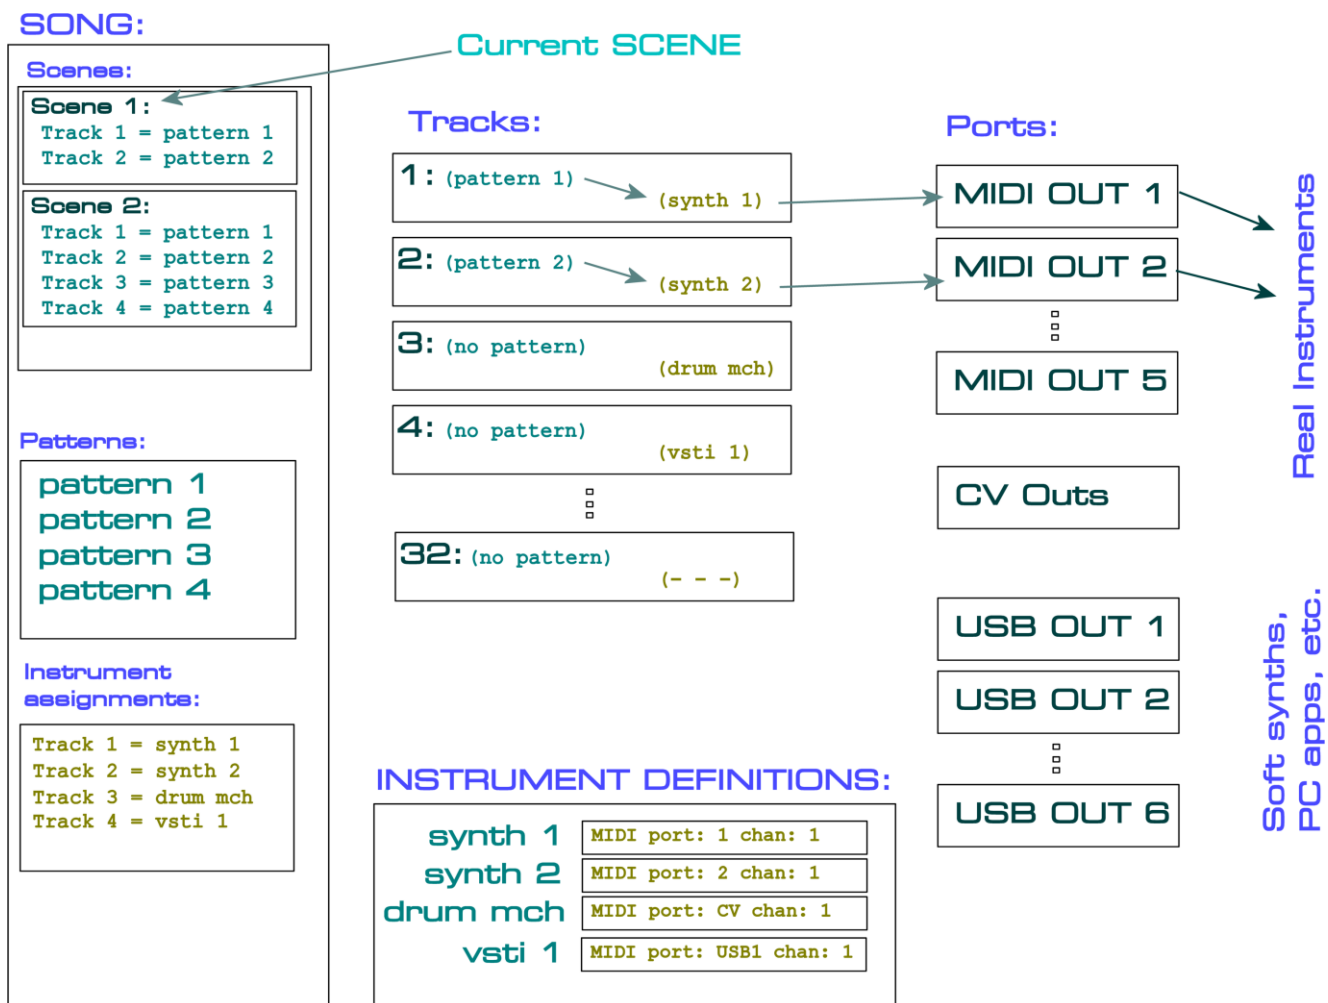 SONG:
Scenes:
Scene 1:
Track 1 = pattern 1
Track 2 = pattern 2
Scene 2:
Track 1 = pattern 1
Track 2 = pattern 2
Track 3 = pattern 3
Track 4 = pattern 4
Patterns:
pattern 1
pattern 2
pattern 3
pattern 4
Instrument
assignments:
Track 1 = synth 1
Track 2 = synth 2
Track 3 = drum mch
Track 4 = vsti 1
Current SCENE
Tracks:
1: (pattern 1)
(synth 1)
2: (pattern 2)
(synth 2)
3: (no pattern)
(drum mch)
4: (no pattern)
(vsti 1)
32: (no pattern)
(- - -)
INSTRUMENT DEFINITIONS:
synth 1 MIDI port: 1 chan: 1
synth 2 MIDI port: 2 chan: 1
drum mch MIDI port: CV chan: 1
vsti 1 MIDI port: USB1 chan: 1
Ports:
MIDI OUT 1
MIDI OUT 2
MIDI OUT 5
CV Outs
USB OUT 1
USB OUT 2
USB OUT 6
Real Instruments
Soft synths,
PC apps, etc.